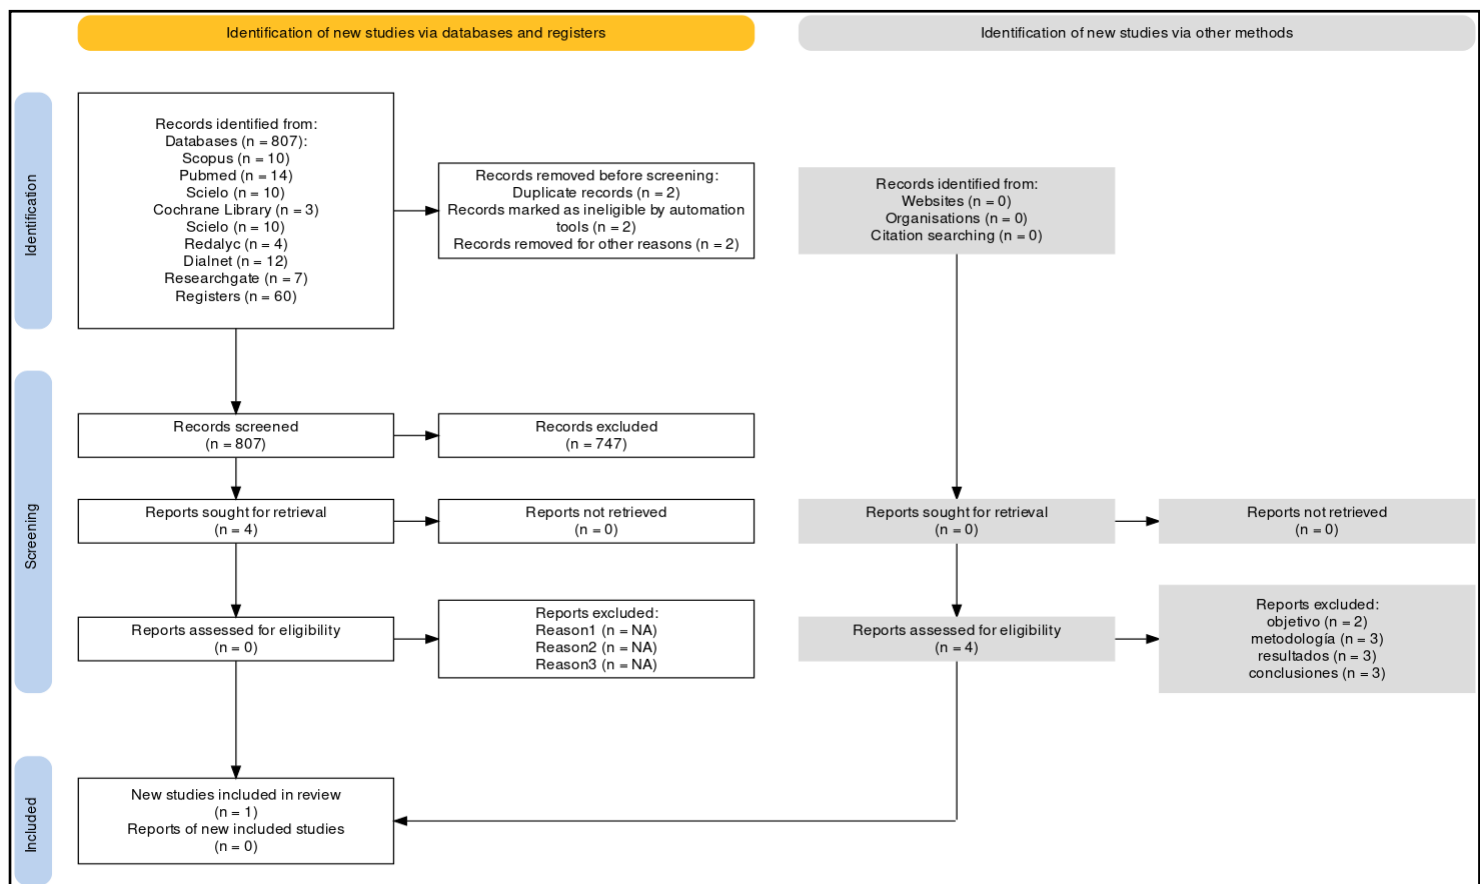 Identification of new studies via databases and registers
Identification of new studies via other methods
Identification
Records identified from:
Databases (n = 807):
Scopus (n = 10)
Pubmed (n = 14)
Scielo (n = 10)
Cochrane Library (n = 3)
Scielo (n = 10)
Redalyc (n = 4)
Dialnet (n = 12)
Researchgate (n = 7)
Registers (n = 60)
Records removed before screening:
Duplicate records (n = 2)
Records marked as ineligible by automation
tools (n = 2)
Records removed for other reasons (n = 2)
Records identified from:
Websites (n = 0)
Organisations (n = 0)
Citation searching (n = 0)
Screening
Records screened
(n = 807)
Records excluded
(n = 747)
Reports sought for retrieval
(n = 4)
Reports not retrieved
(n = 0)
Reports sought for retrieval
(n = 0)
Reports not retrieved
(n = 0)
Reports assessed for eligibility
(n = 0)
Reports excluded:
Reason1 (n = NA)
Reason2 (n = NA)
Reason3 (n = NA)
Reports assessed for eligibility
(n = 4)
Reports excluded:
objetivo (n = 2)
metodología (n = 3)
resultados (n = 3)
conclusiones (n = 3)
Included
New studies included in review
(n = 1)
Reports of new included studies
(n = 0)